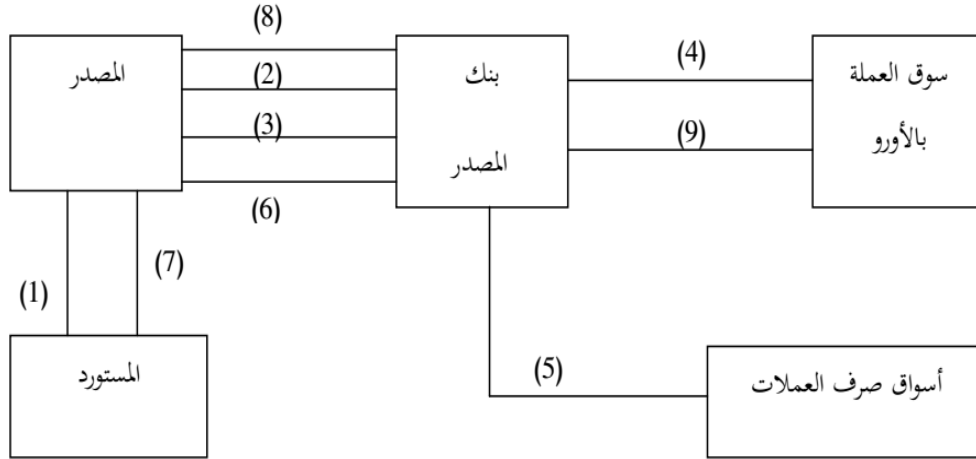 (8)
المصدر
(2)
(3)
(6)
بنك
المصدر
(4)
(9)
سوق العملة
بالأورو
(1)
(7)
المستورد
(5)
أسواق صرف العملات